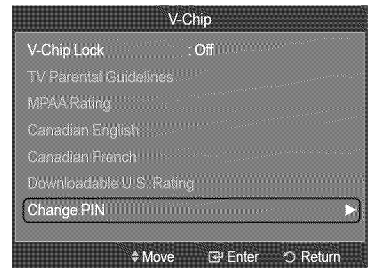 V-Chip
V-Chip Lock : Off
TV Parental Guidelines
MPAA Rating
Canadian English
Canadian French
Downloadable U.S. Rating
Change PIN
Move Enter Return